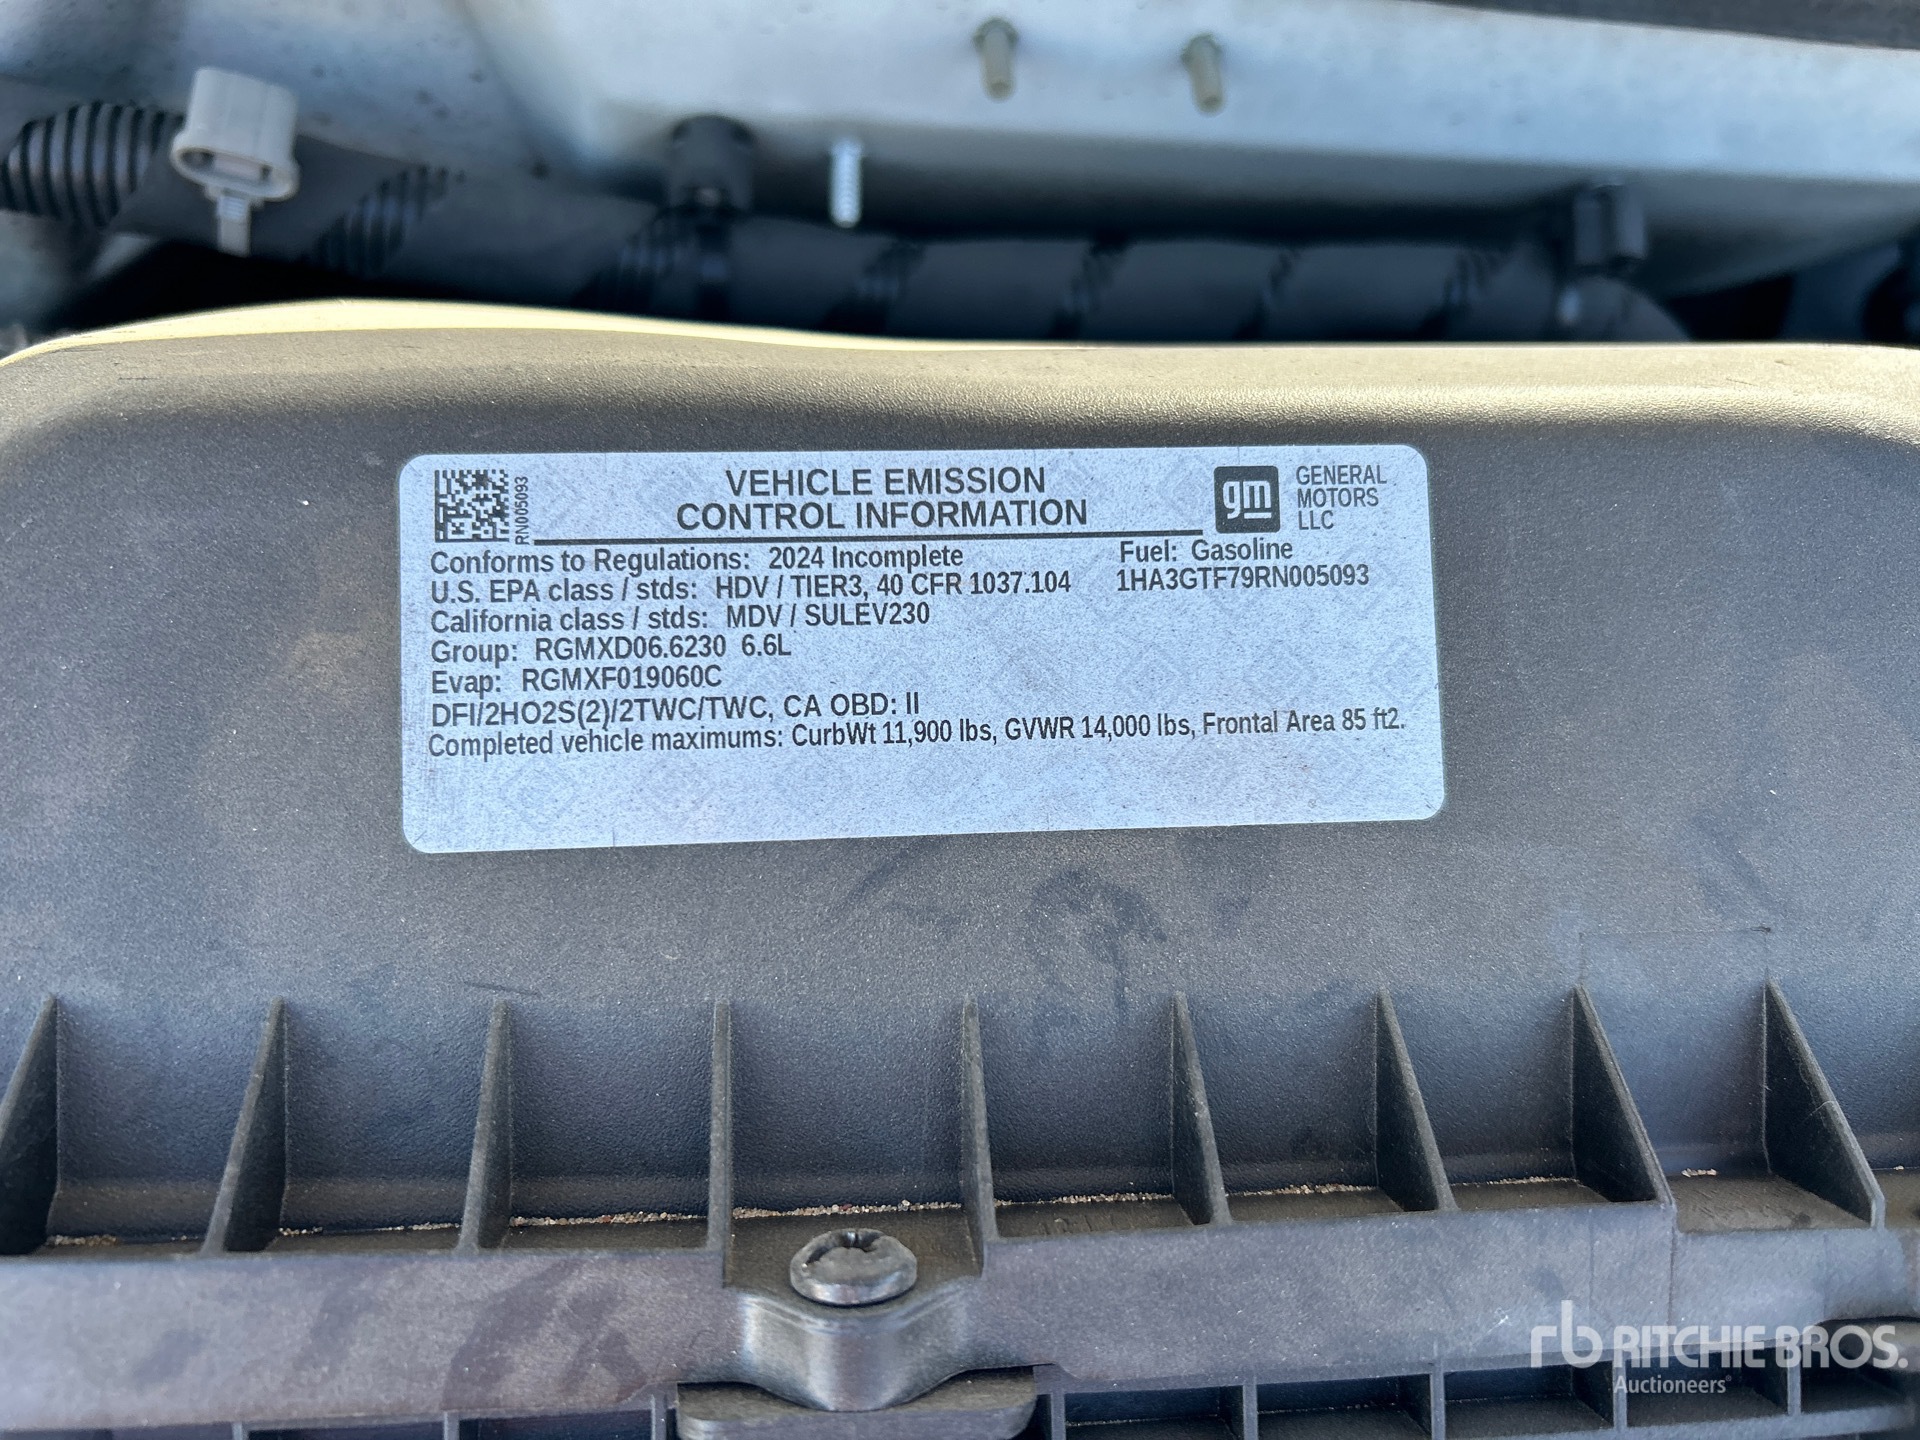 RN005093
VEHICLE EMISSION
CONTROL INFORMATION
gm
GENERAL
MOTORS
LLC
Conforms to Regulations: 2024 Incomplete
Fuel: Gasoline
U.S. EPA class / stds: HDV / TIER3, 40 CFR 1037.104
1HA3GTF79RN005093
California class / stds: MDV / SULEV230
Group: RGMXD06.6230 6.6L
Evap: RGMXF019060C
DFI/2HO2S(2)/2TWC/TWC, CA OBD: II
Completed vehicle maximums: CurbWt 11,900 lbs, GVWR 14,000 lbs, Frontal Area 85 ft2.
rb RITCHIE BROS.
Auctioneers